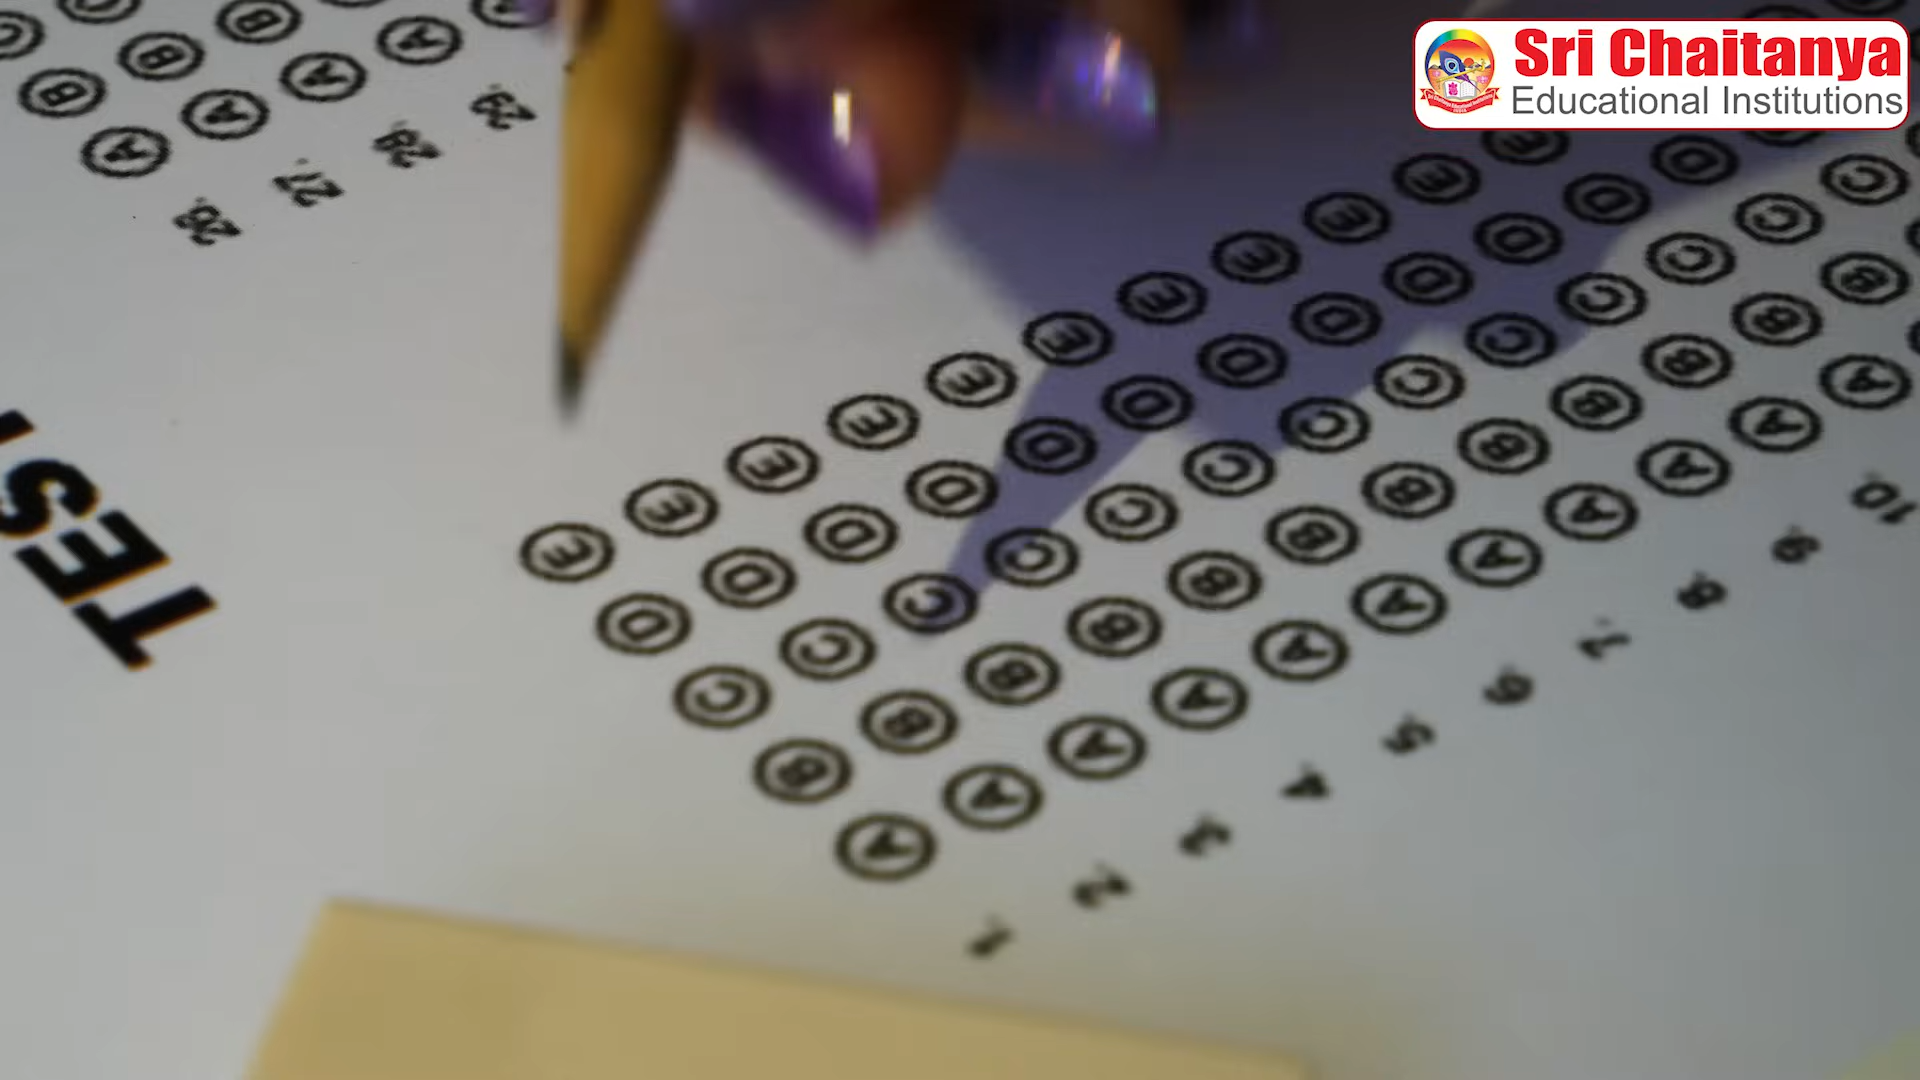 Sri Chaitanya
Educational Institutions
TEST
26. A B C
27. A B C
28. A B
29. A A
1. A B C D E
2. A B C D E
3. A B C D E
4. A B C D E
5. A B C D E
6. A B C D E
7. A B C D E
8. A B C D E
9. A B C D E
10. A B C D E